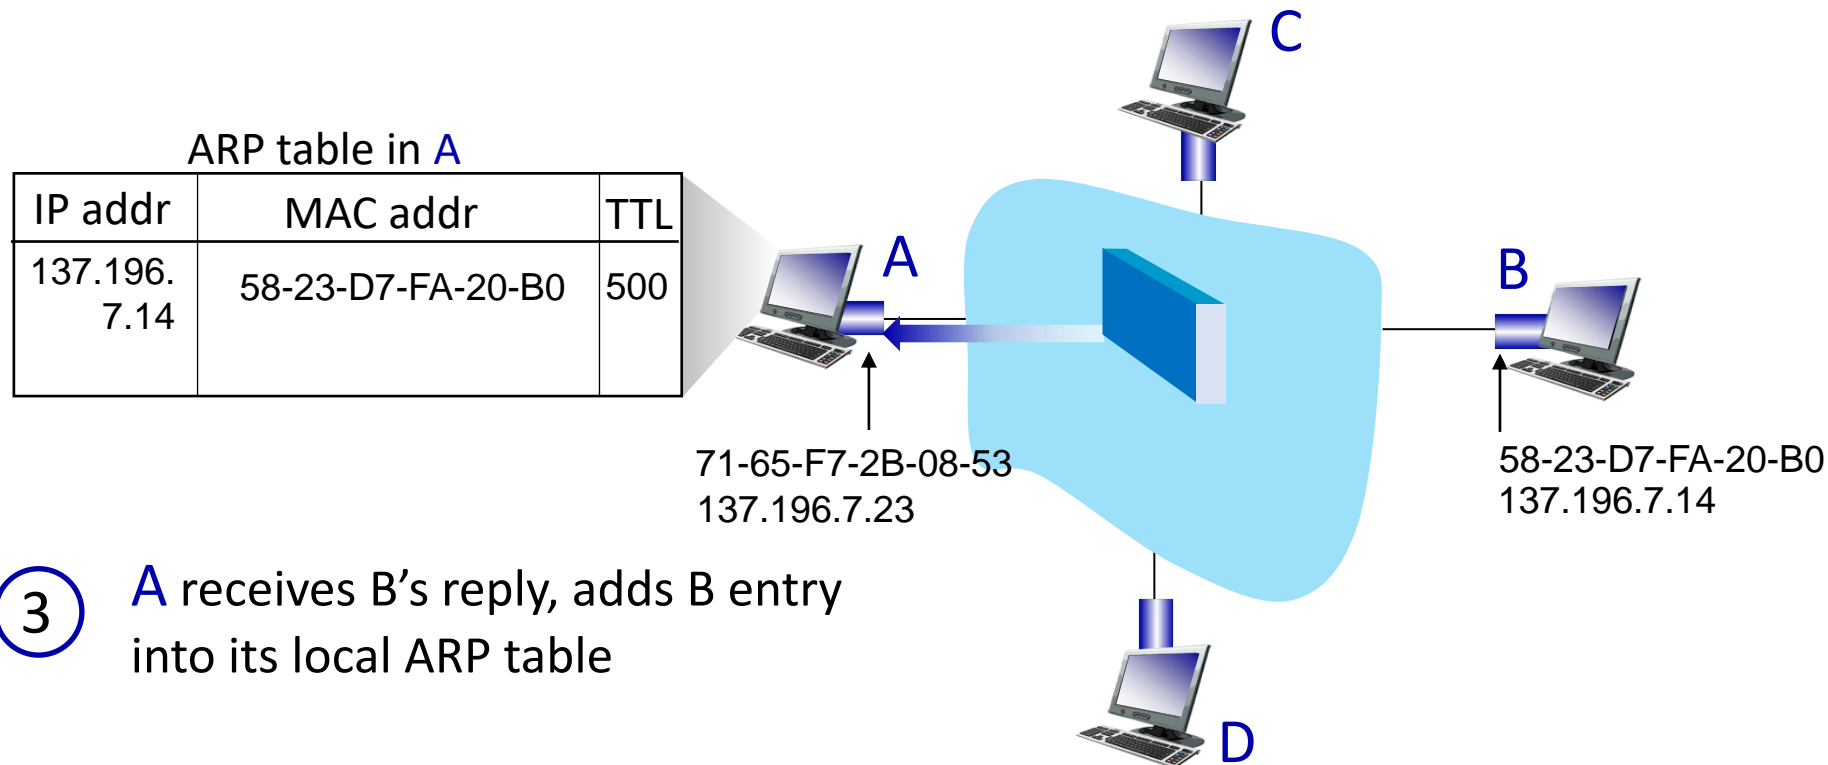 C
ARP table in A
IP addr MAC addr TTL
137.196.
7.14
58-23-D7-FA-20-B0 500
A
B
71-65-F7-2B-08-53
137.196.7.23
58-23-D7-FA-20-B0
137.196.7.14
3
A receives B’s reply, adds B entry
into its local ARP table
D